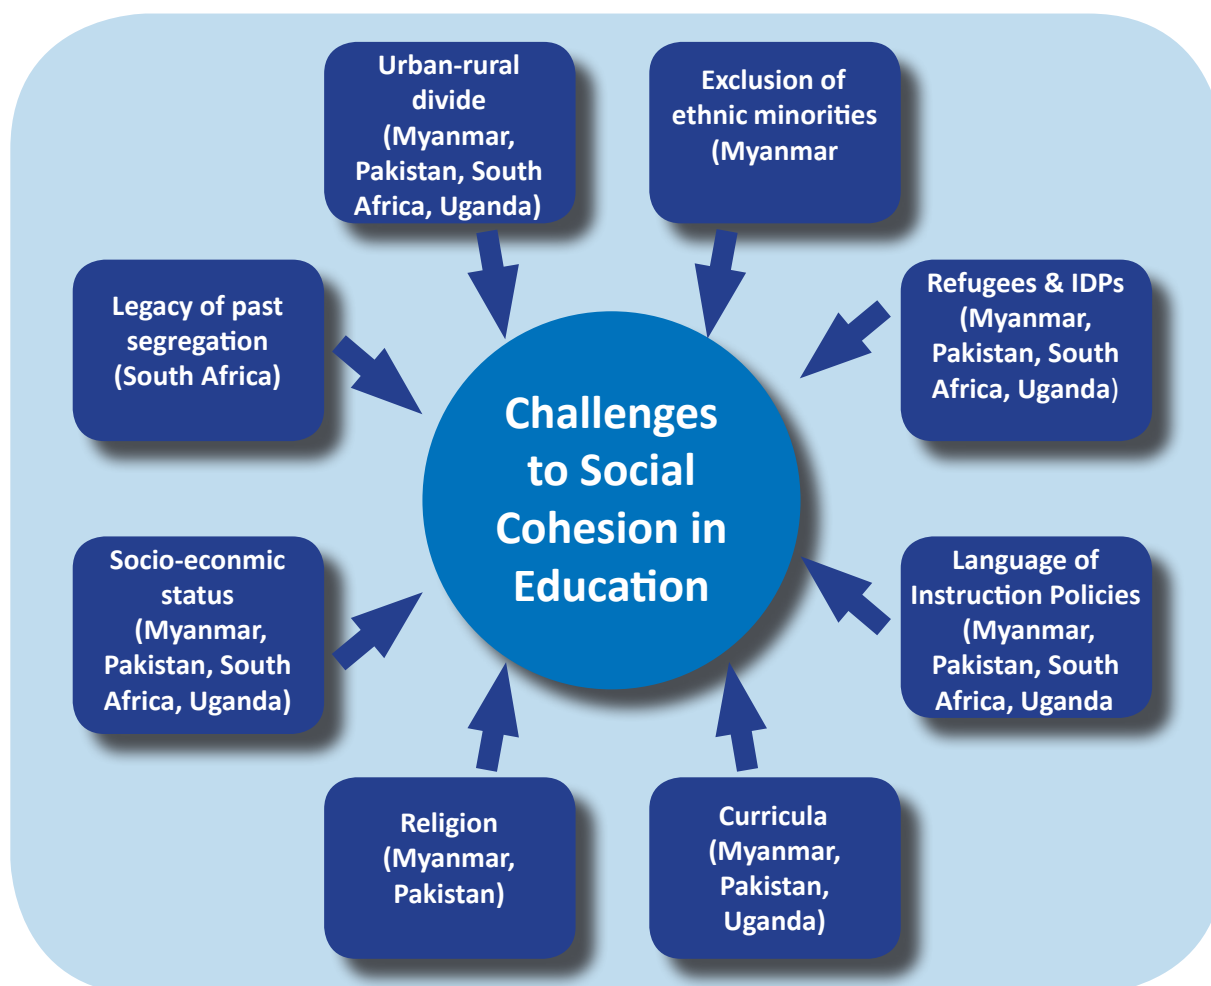 Urban-rural
divide
(Myanmar,
Pakistan, South
Africa, Uganda)
Exclusion of
ethnic minorities
(Myanmar
Legacy of past
segregation
(South Africa)
Refugees & IDPs
(Myanmar,
Pakistan, South
Africa, Uganda)
Challenges
to Social
Cohesion in
Education
Socio-econmic
status
(Myanmar,
Pakistan, South
Africa, Uganda)
Language of
Instruction Policies
(Myanmar,
Pakistan, South
Africa, Uganda
Religion
(Myanmar,
Pakistan)
Curricula
(Myanmar,
Pakistan,
Uganda)